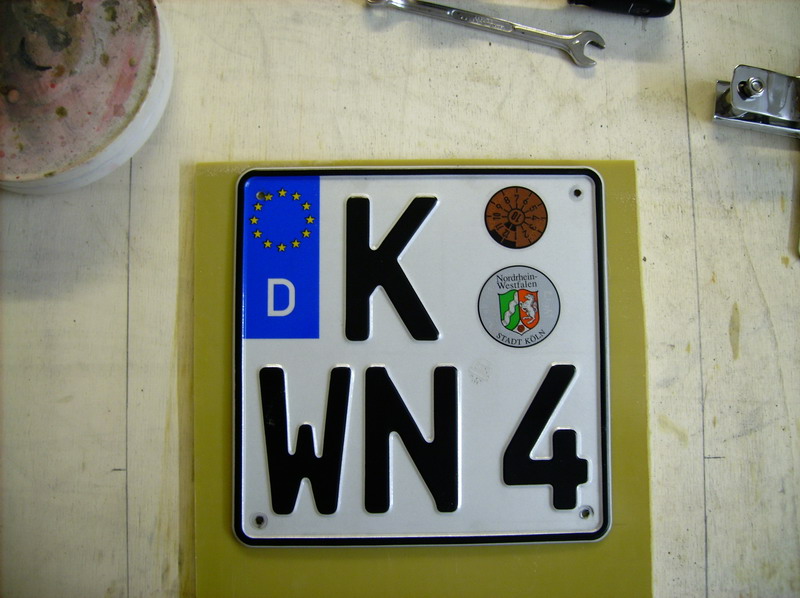 K
D
Nordrhein-
Westfalen
STADT KÖLN
WN 4